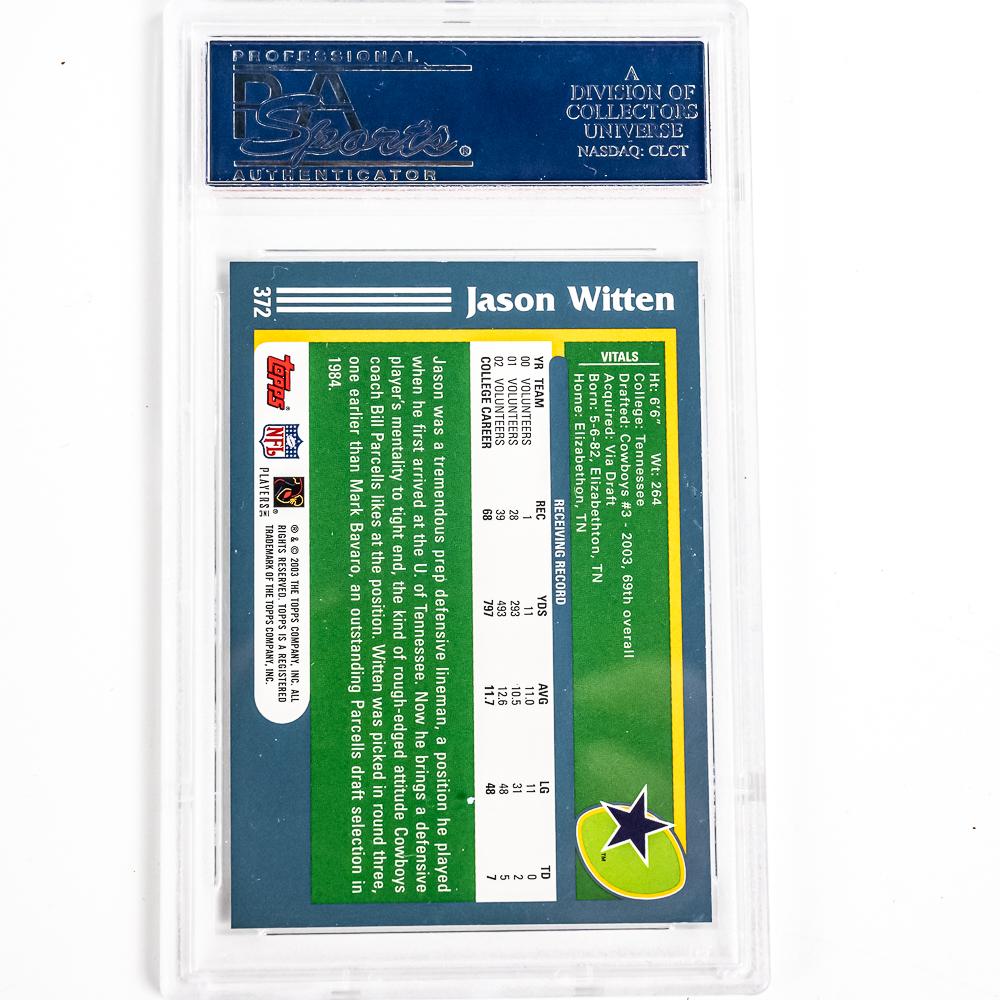 PROFESSIONAL
PSA
Sports®
AUTHENTICATOR
A
DIVISION OF
COLLECTORS
UNIVERSE
NASDAQ: CLCT
372
Jason Witten
VITALS
Ht: 6'6" Wt: 264
College: Tennessee
Drafted: Cowboys #3 - 2003, 69th overall
Acquired: Via Draft
Born: 5-6-82, Elizabethton, TN
Home: Elizabethon, TN
TM
RECEIVING RECORD
YR TEAM REC YDS AVG LG TD
00 VOLUNTEERS 1 11 11.0 11 0
01 VOLUNTEERS 28 293 10.5 31 2
02 VOLUNTEERS 39 493 12.6 48 5
COLLEGE CAREER 68 797 11.7 48 7
Jason was a tremendous prep defensive lineman, a position he played
when he first arrived at the U. of Tennessee. Now he brings a defensive
player's mentality to tight end, the kind of rough-edged attitude Cowboys
coach Bill Parcells likes at the position. Witten was picked in round three,
one earlier than Mark Bavaro, an outstanding Parcells draft selection in
1984.
topps®
NFL
PLAYERS INC
® & © 2003 THE TOPPS COMPANY, INC. ALL
RIGHTS RESERVED. TOPPS IS A REGISTERED
TRADEMARK OF THE TOPPS COMPANY, INC.